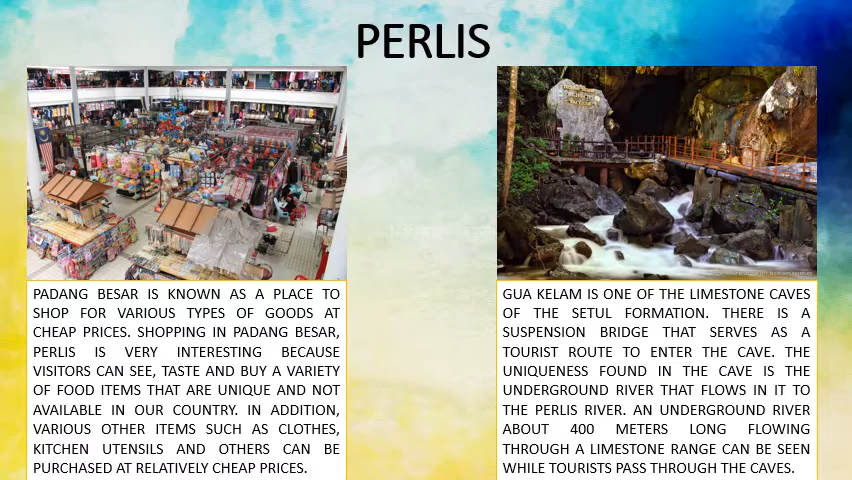 PERLIS
PADANG BESAR IS KNOWN AS A PLACE TO
SHOP FOR VARIOUS TYPES OF GOODS AT
CHEAP PRICES. SHOPPING IN PADANG BESAR,
PERLIS IS VERY INTERESTING BECAUSE
VISITORS CAN SEE, TASTE AND BUY A VARIETY
OF FOOD ITEMS THAT ARE UNIQUE AND NOT
AVAILABLE IN OUR COUNTRY. IN ADDITION,
VARIOUS OTHER ITEMS SUCH AS CLOTHES,
KITCHEN UTENSILS AND OTHERS CAN BE
PURCHASED AT RELATIVELY CHEAP PRICES.
GUA KELAM IS ONE OF THE LIMESTONE CAVES
OF THE SETUL FORMATION. THERE IS A
SUSPENSION BRIDGE THAT SERVES AS A
TOURIST ROUTE TO ENTER THE CAVE. THE
UNIQUENESS FOUND IN THE CAVE IS THE
UNDERGROUND RIVER THAT FLOWS IN IT TO
THE PERLIS RIVER. AN UNDERGROUND RIVER
ABOUT 400 METERS LONG FLOWING
THROUGH A LIMESTONE RANGE CAN BE SEEN
WHILE TOURISTS PASS THROUGH THE CAVES.